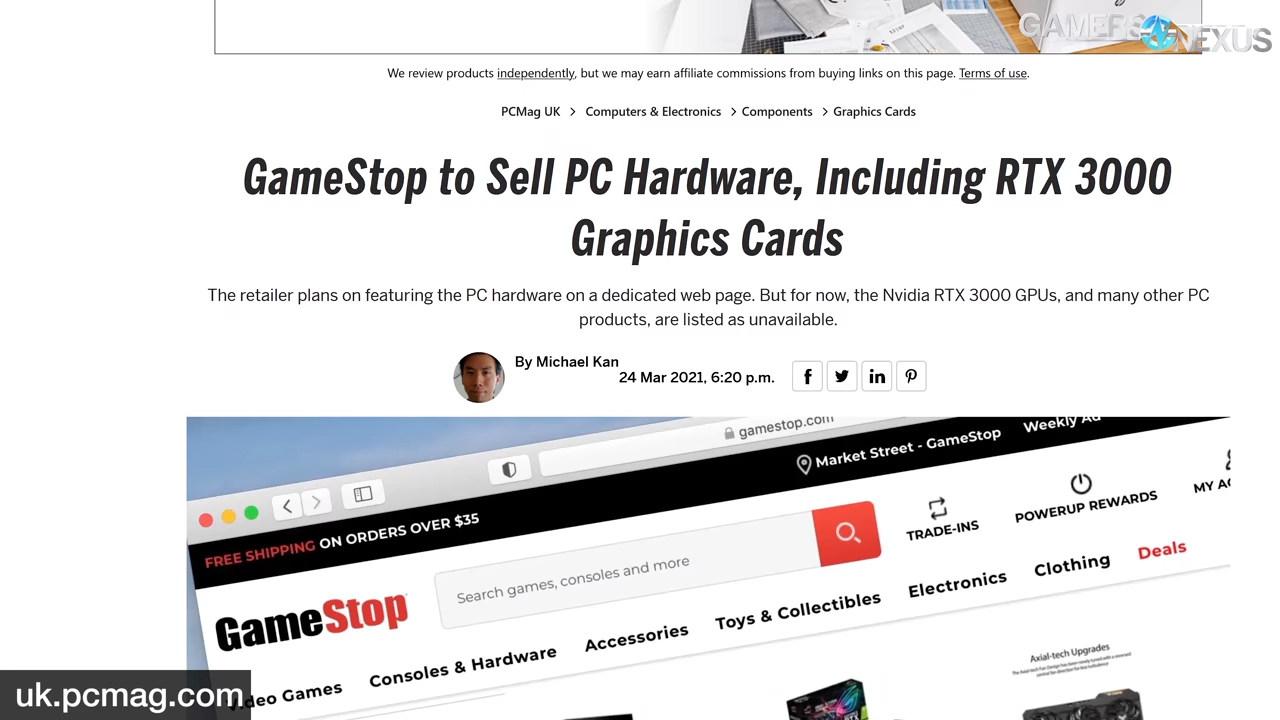 GAMERS NEXUS
We review products independently, but we may earn affiliate commissions from buying links on this page. Terms of use.
PCMag UK > Computers & Electronics > Components > Graphics Cards
GameStop to Sell PC Hardware, Including RTX 3000
Graphics Cards
The retailer plans on featuring the PC hardware on a dedicated web page. But for now, the Nvidia RTX 3000 GPUs, and many other PC
products, are listed as unavailable.
By Michael Kan
24 Mar 2021, 6:20 p.m.
gamestop.com
Market Street - GameStop
Weekly Ad
FREE SHIPPING ON ORDERS OVER $35
Search games, consoles and more
TRADE-INS
POWERUP REWARDS
MY AC
GameStop
Video Games
Consoles & Hardware
Accessories
Toys & Collectibles
Electronics
Clothing
Deals
Axial-tech Upgrades
uk.pcmag.com